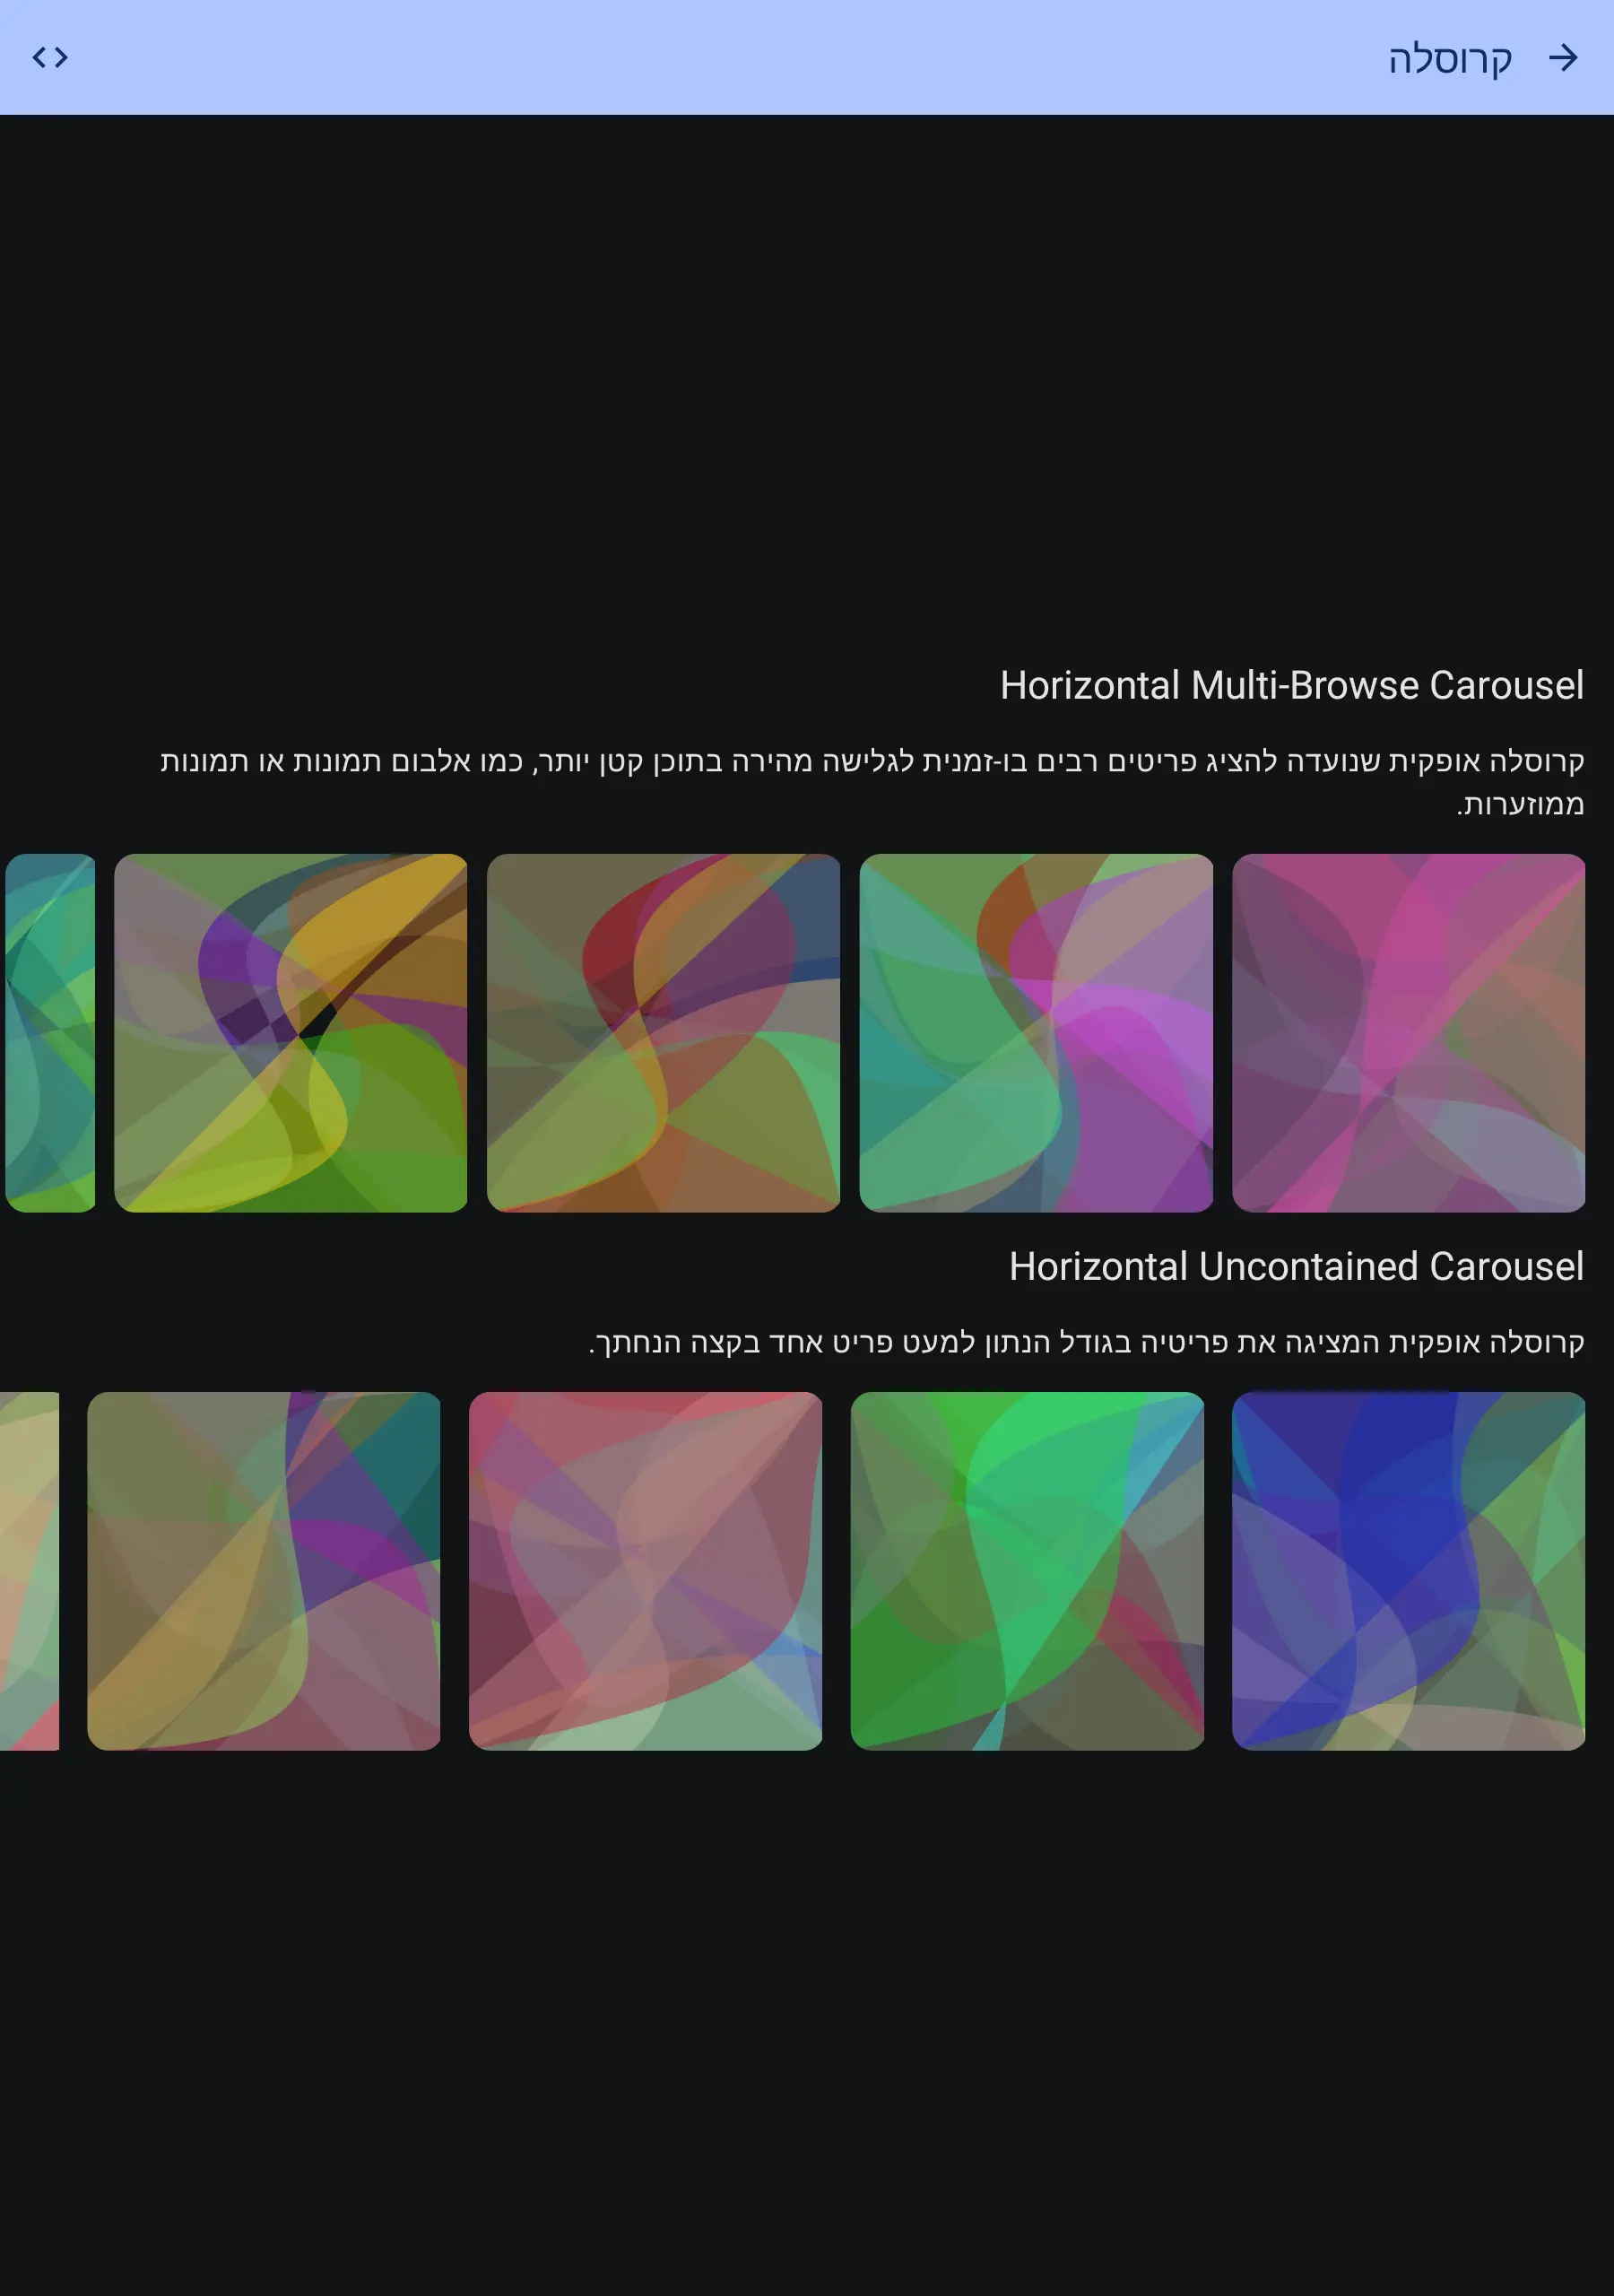 קרוסלה
Horizontal Multi-Browse Carousel
קרוסלה אופקית שנועדה להציג פריטים רבים בו-זמנית לגלישה מהירה בתוכן קטן יותר, כמו אלבום תמונות או תמונות
ממוזערות.
Horizontal Uncontained Carousel
קרוסלה אופקית המציגה את פריטיה בגודל הנתון למעט פריט אחד בקצה הנחתך.